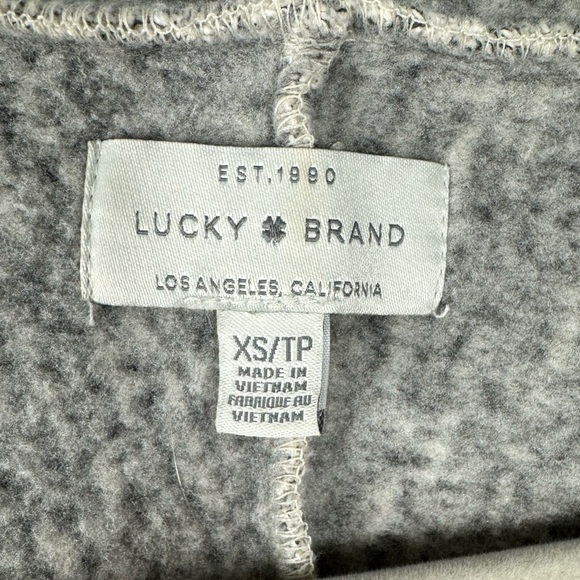 EST. 1990
LUCKY BRAND
LOS ANGELES, CALIFORNIA
XS/TP
MADE IN
VIETNAM
FABRIQUE AU
VIETNAM